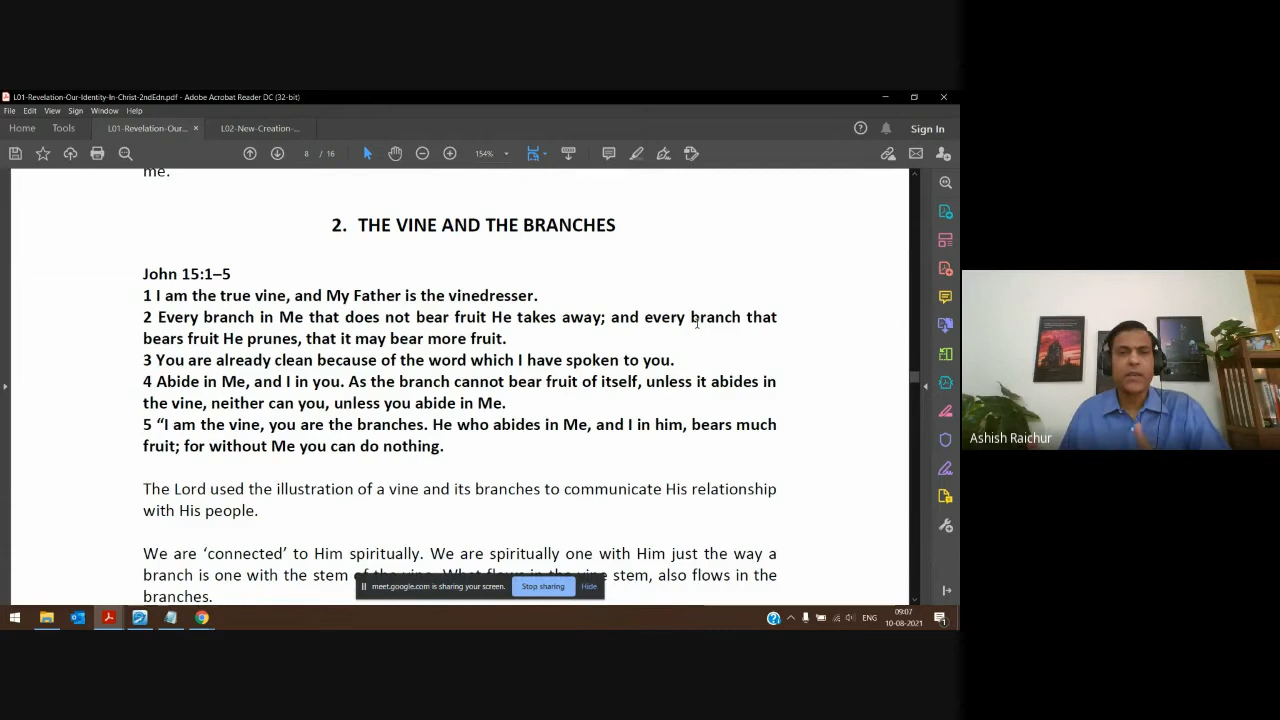 L01-Revelation-Our-Identity-In-Christ-2ndEdn.pdf - Adobe Acrobat Reader DC (32-bit)
File Edit View Sign Window Help
Home Tools L01-Revelation-Our... × L02-New-Creation-... Sign In
8 / 16 154%
me.
2. THE VINE AND THE BRANCHES
John 15:1–5
1 I am the true vine, and My Father is the vinedresser.
2 Every branch in Me that does not bear fruit He takes away; and every branch that
bears fruit He prunes, that it may bear more fruit.
3 You are already clean because of the word which I have spoken to you.
4 Abide in Me, and I in you. As the branch cannot bear fruit of itself, unless it abides in
the vine, neither can you, unless you abide in Me.
5 “I am the vine, you are the branches. He who abides in Me, and I in him, bears much
fruit; for without Me you can do nothing.
The Lord used the illustration of a vine and its branches to communicate His relationship
with His people.
We are ‘connected’ to Him spiritually. We are spiritually one with Him just the way a
branch is one with the stem of the vine. What flows in the vine stem, also flows in the
branches.
meet.google.com is sharing your screen. Stop sharing Hide
ENG 09:07
10-08-2021
Ashish Raichur